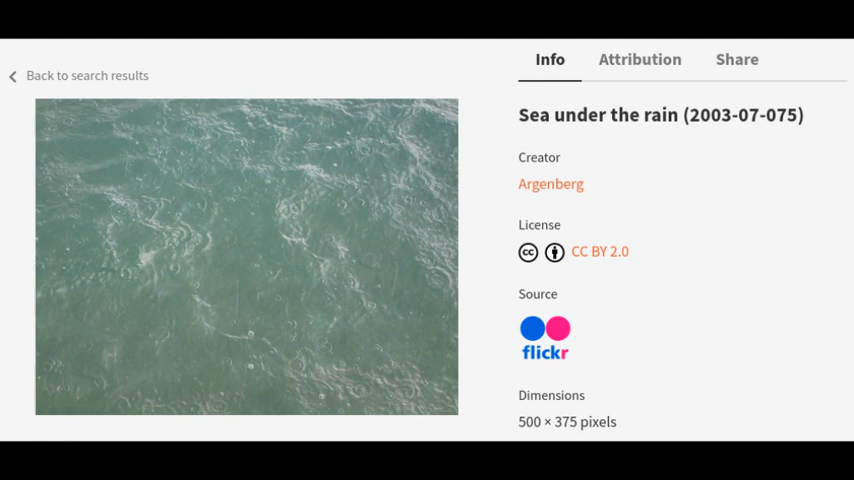 Back to search results
Info Attribution Share
Sea under the rain (2003-07-075)
Creator
Argenberg
License
cc CC BY 2.0
Source
flickr
Dimensions
500 × 375 pixels